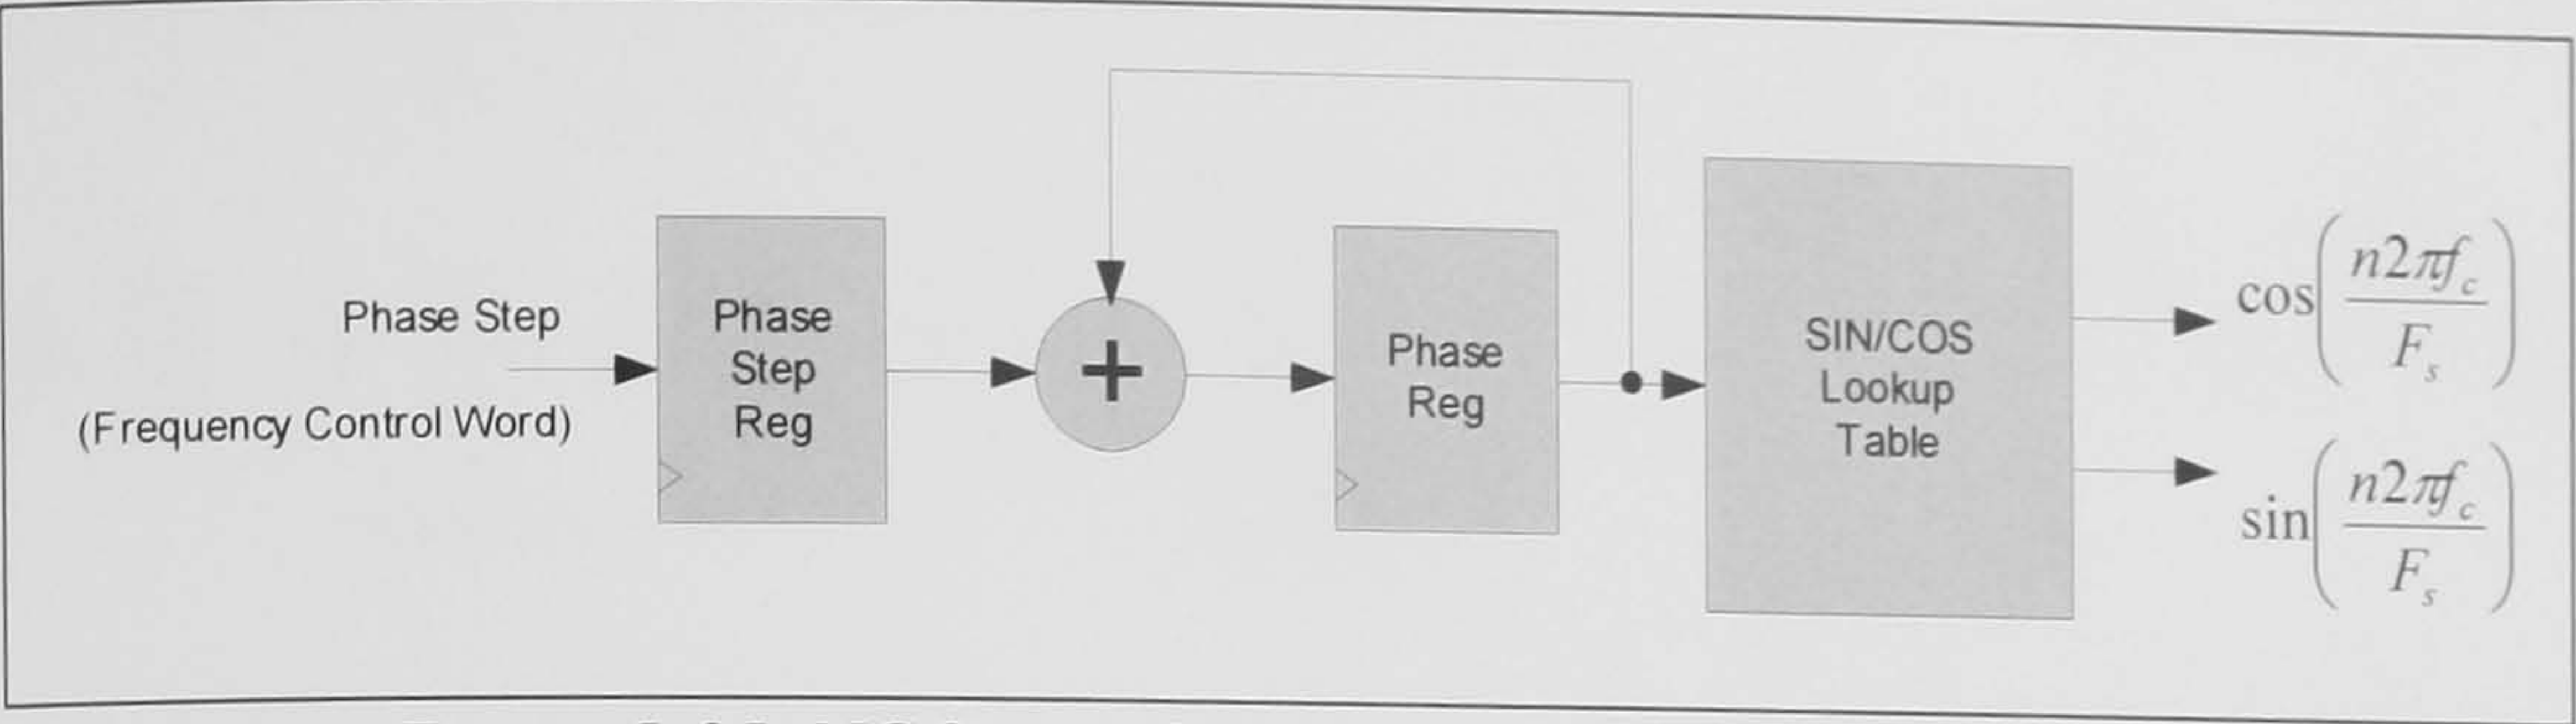 Phase Step
(Frequency Control Word)
Phase
Step
Reg
+
Phase
Reg
SIN/COS
Lookup
Table
cos(n2πf_c / F_s)
sin(n2πf_c / F_s)